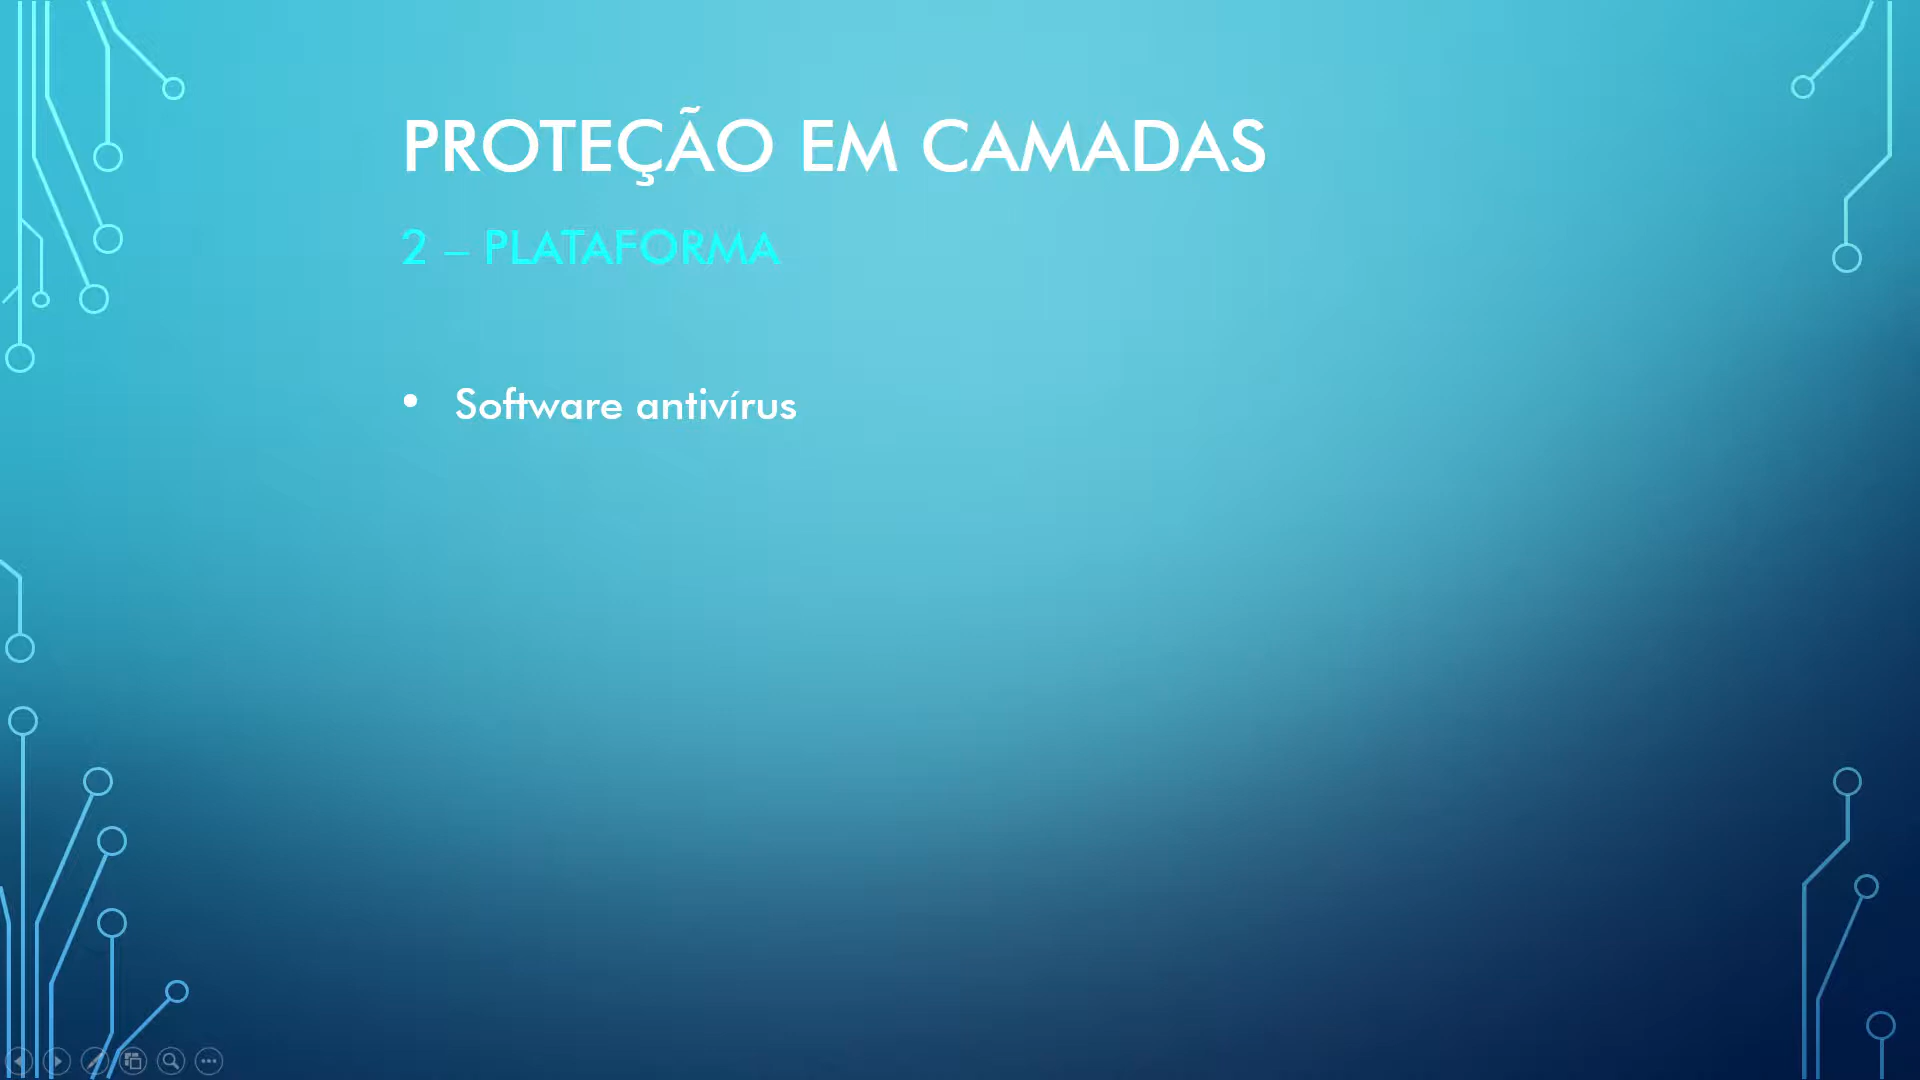 PROTEÇÃO EM CAMADAS
2 – PLATAFORMA
• Software antivírus